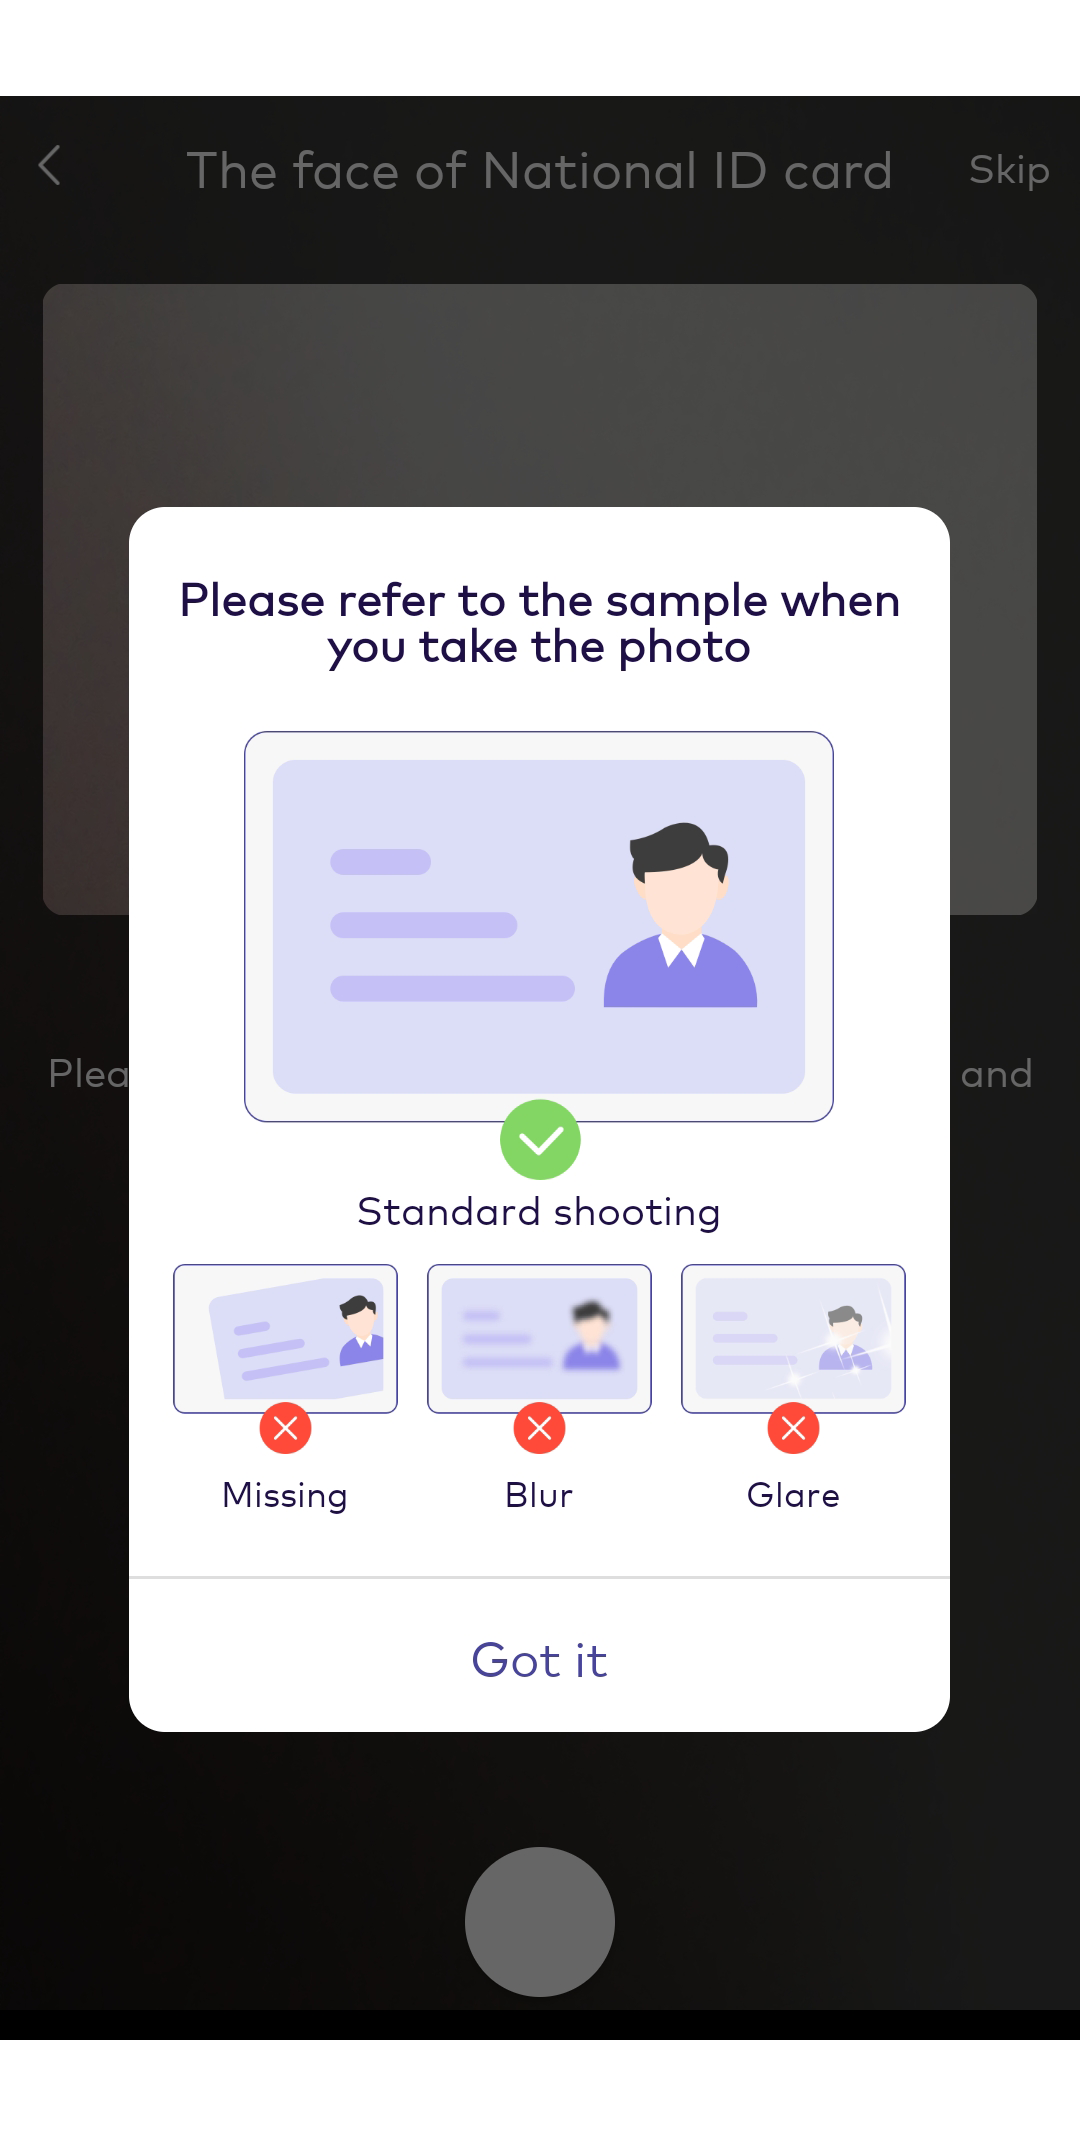 The face of National ID card
Skip
Please refer to the sample when
you take the photo
Plea
and
Standard shooting
Missing
Blur
Glare
Got it